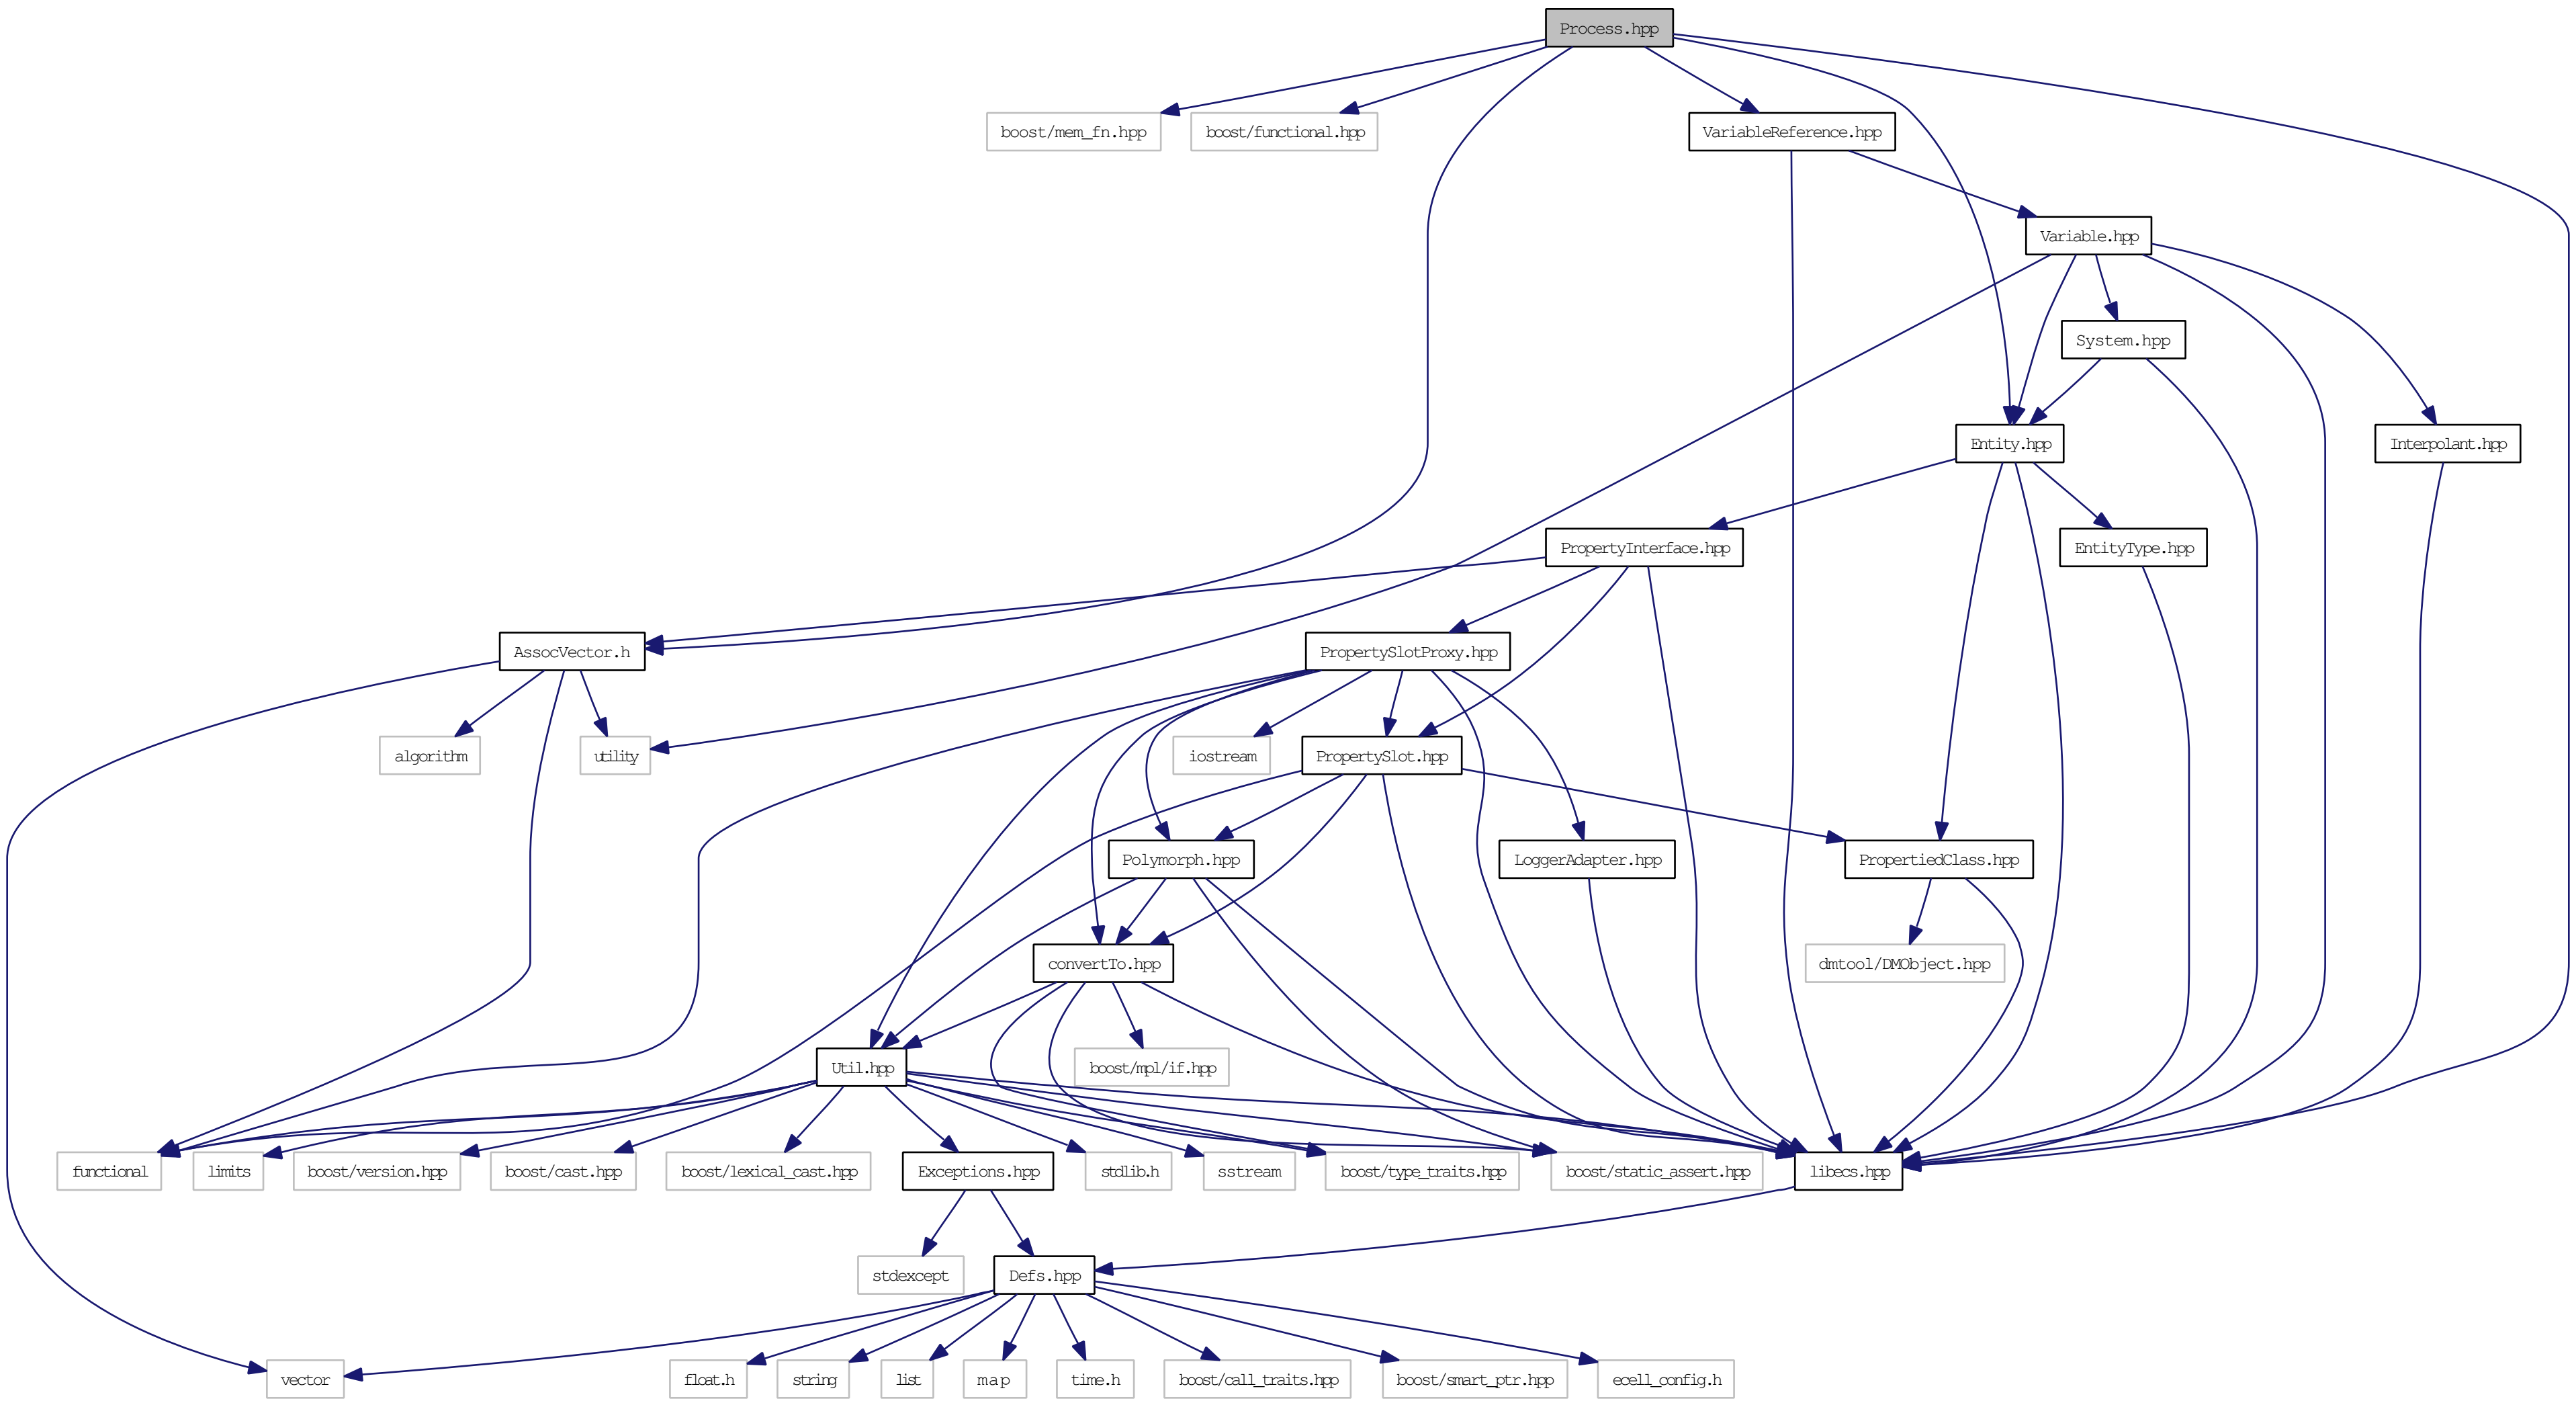 Process.hpp
boost/mem_fn.hpp
boost/functional.hpp
VariableReference.hpp
Variable.hpp
System.hpp
Entity.hpp
Interpolant.hpp
PropertyInterface.hpp
EntityType.hpp
AssocVector.h
PropertySlotProxy.hpp
algorithm
utility
iostream
PropertySlot.hpp
Polymorph.hpp
LoggerAdapter.hpp
PropertiedClass.hpp
convertTo.hpp
dmtool/DMObject.hpp
Util.hpp
boost/mpl/if.hpp
functional
limits
boost/version.hpp
boost/cast.hpp
boost/lexical_cast.hpp
Exceptions.hpp
stdlib.h
sstream
boost/type_traits.hpp
boost/static_assert.hpp
libecs.hpp
stdexcept
Defs.hpp
vector
float.h
string
list
map
time.h
boost/call_traits.hpp
boost/smart_ptr.hpp
ecell_config.h